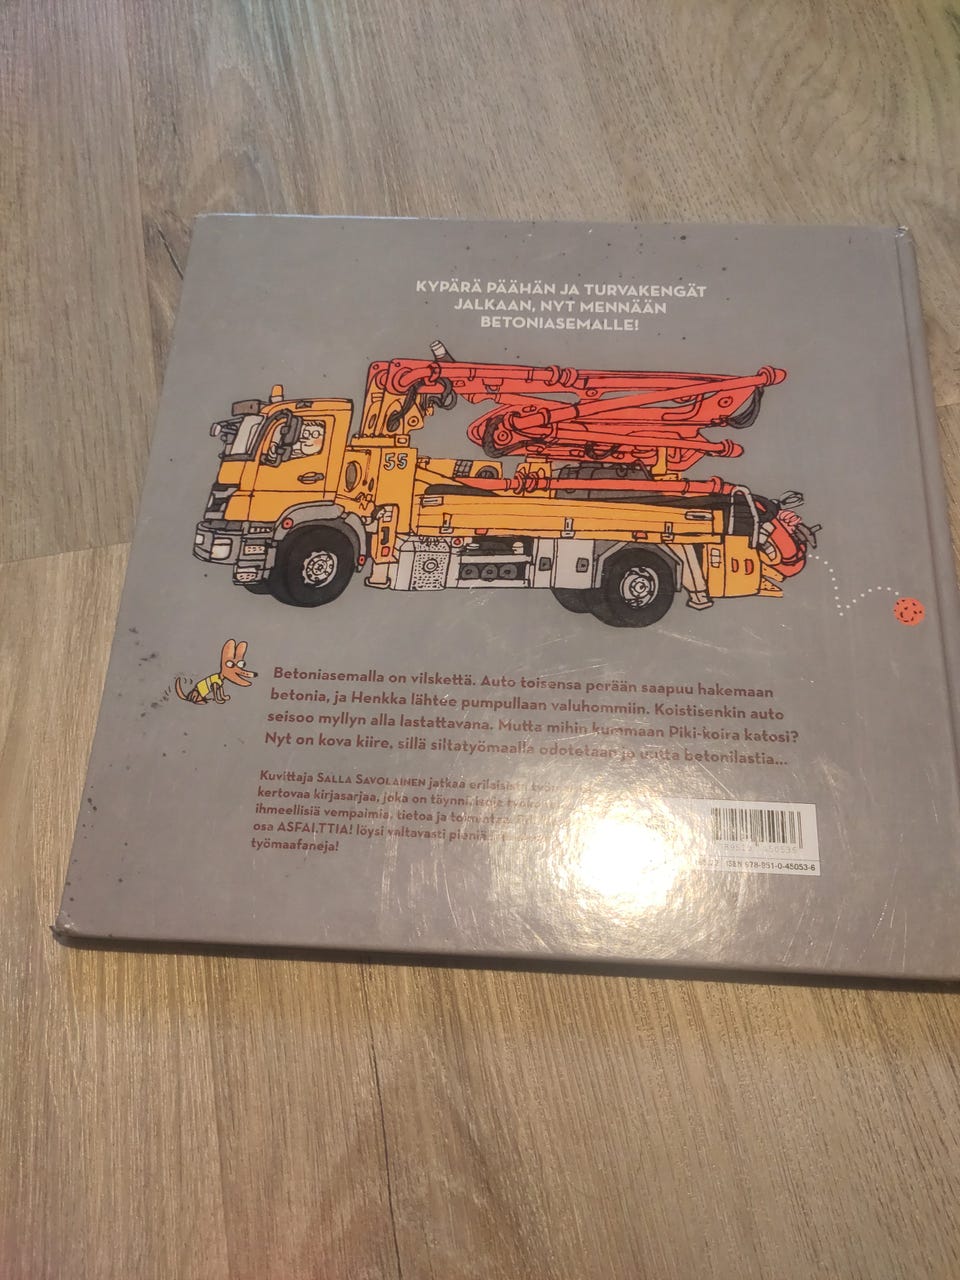 KYPÄRÄ PÄÄHÄN JA TURVAKENGÄT
JALKAAN, NYT MENNÄÄN
BETONIASEMALLE!
55
Betoniasemalla on vilskettä. Auto toisensa perään saapuu hakemaan
betonia, ja Henkka lähtee pumpullaan valuhommiin. Koistisenkin auto
seisoo myllyn alla lastattavana. Mutta mihin kummaan Piki-koira katosi?
Nyt on kova kiire, sillä siltatyömaalla odotetaan jo uutta betonilastia...
Kuvittaja SALLA SAVOLAINEN jatkaa erilaisista
kertovaa kirjasarjaa, joka on täynnä isoja
ihmeellisiä vempaimia, tietoa ja toimintaa.
osa ASFALTTIA! löysi valtavasti pieniä
työmaafaneja!
ISBN 978-951-0-45053-6